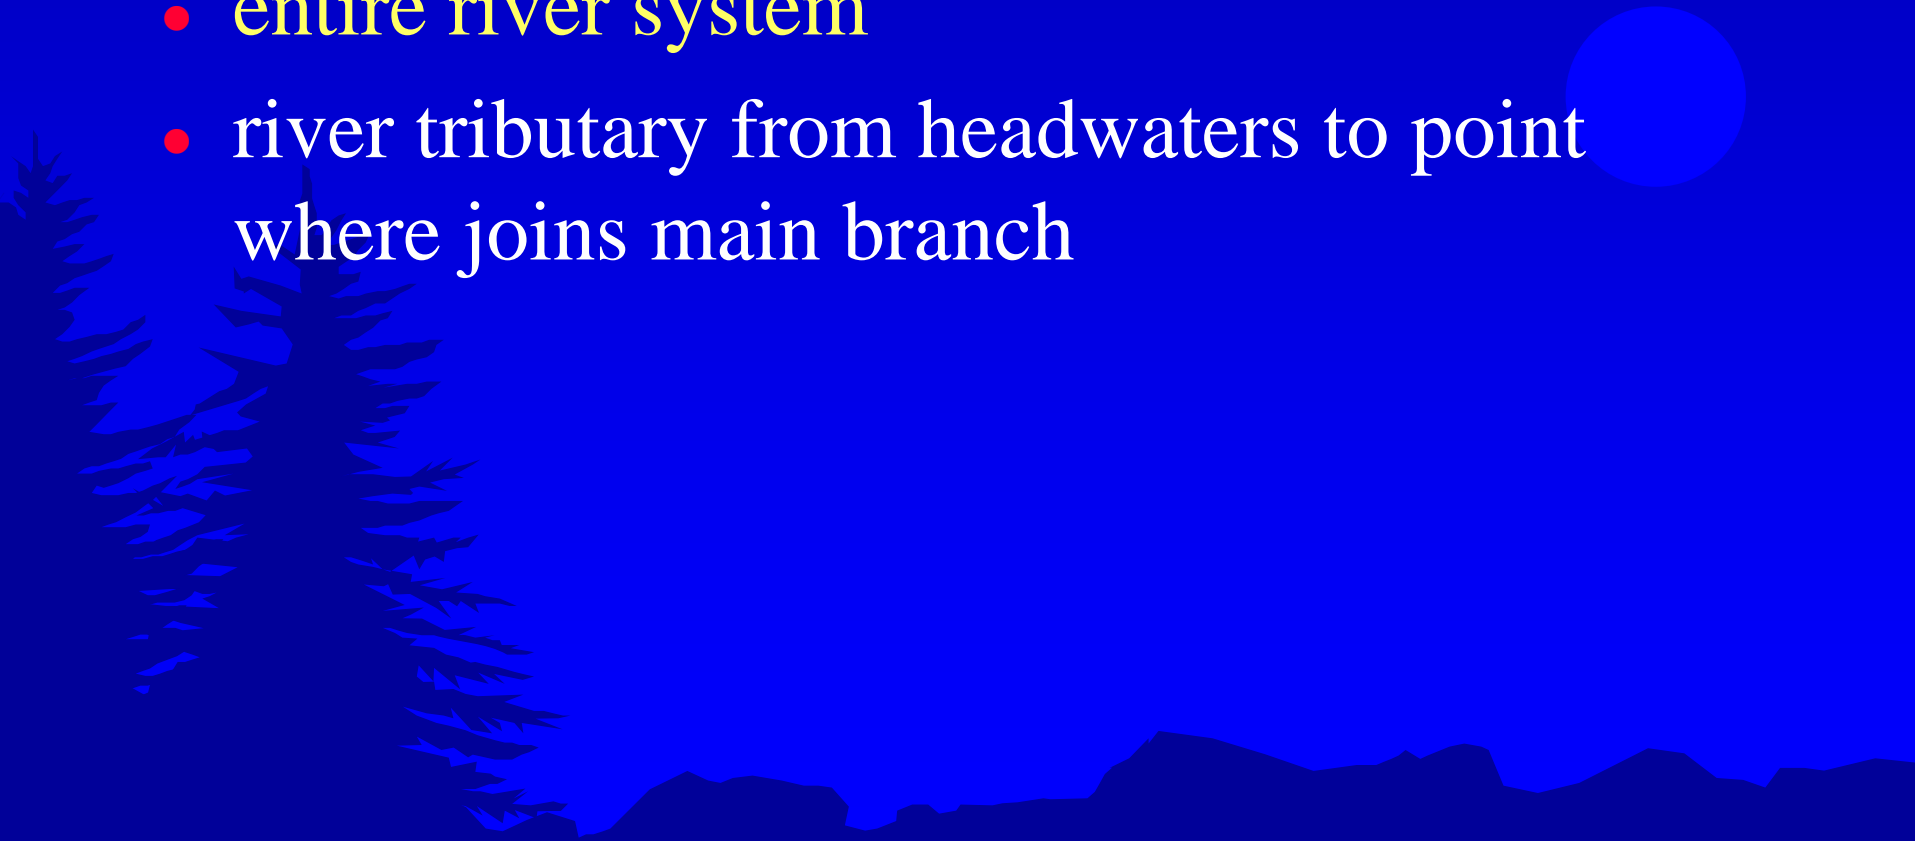 • entire river system
• river tributary from headwaters to point
where joins main branch